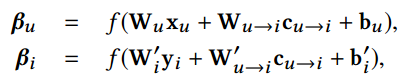 β_u = f(W_u x_u + W_{u→i} c_{u→i} + b_u),
β_i = f(W'_i y_i + W'_{u→i} c_{u→i} + b'_i),